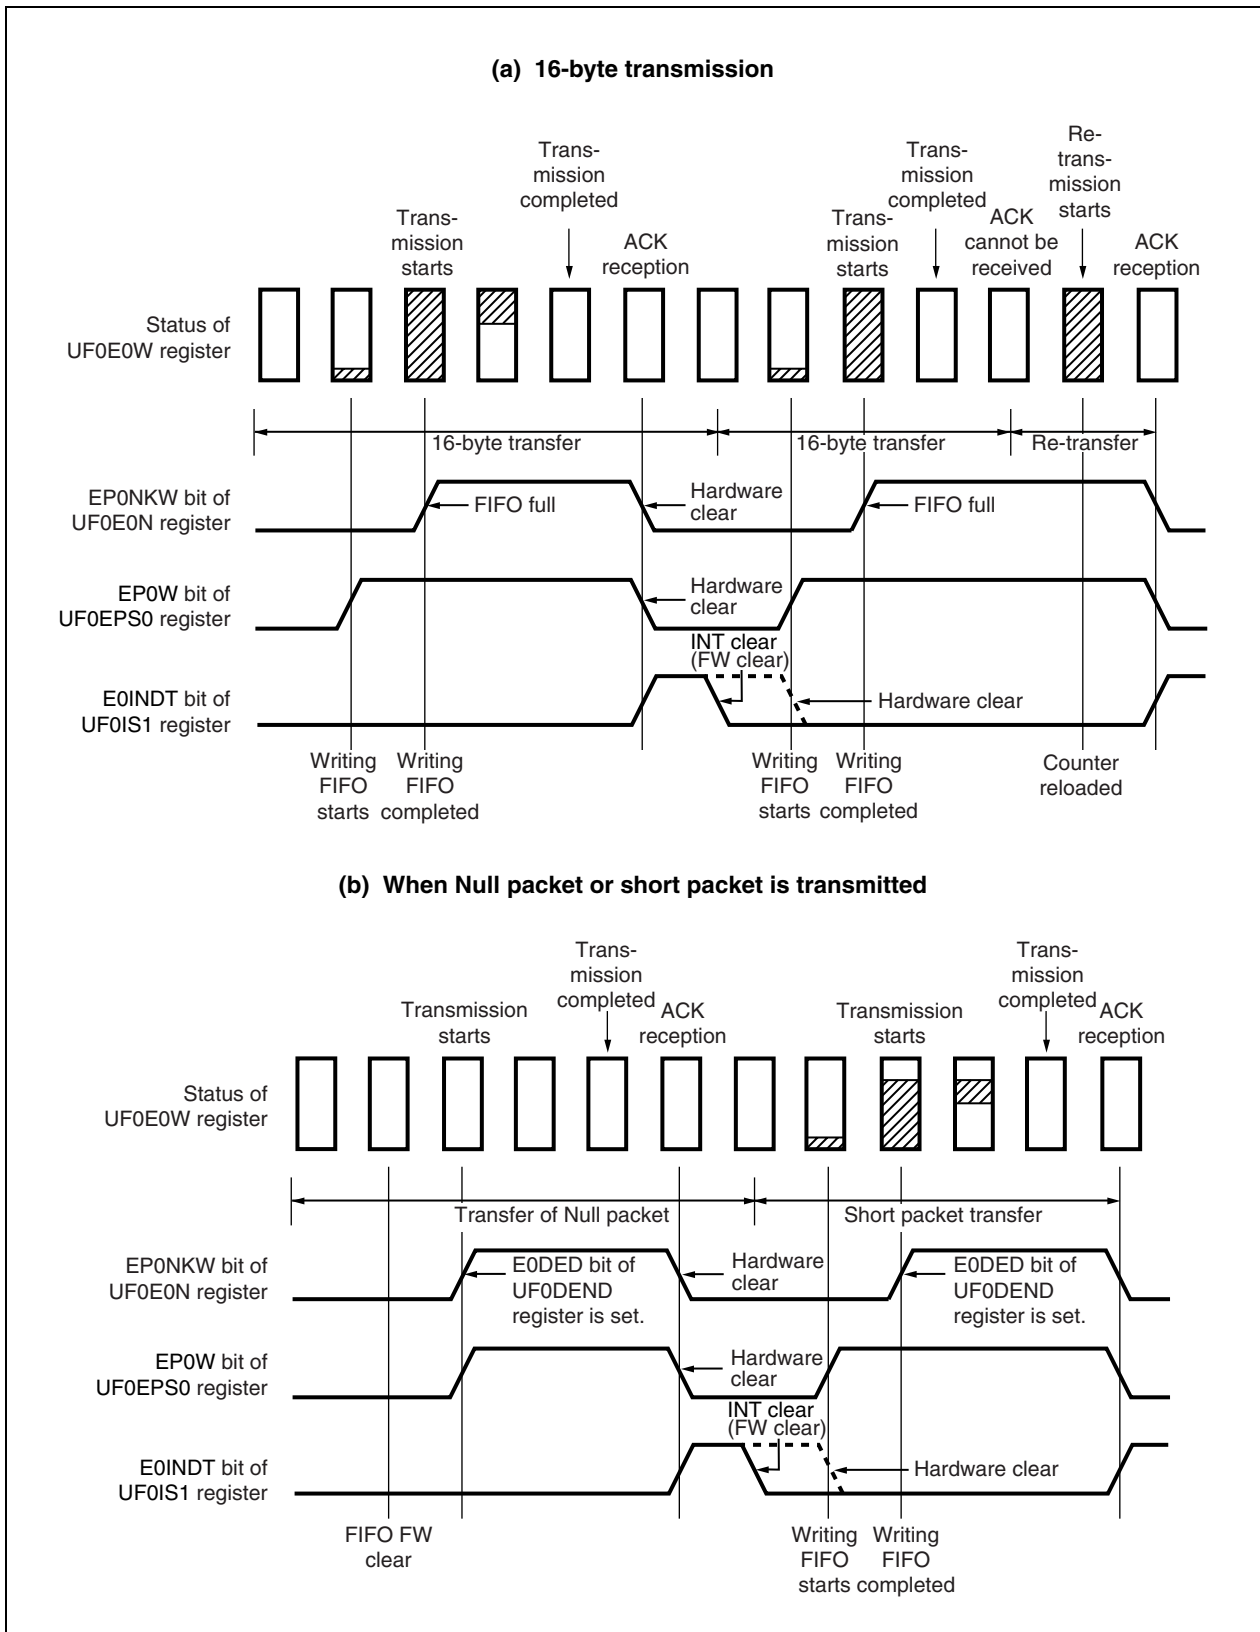 (a) 16-byte transmission
Trans-
mission
completed
Trans-
mission
starts
ACK
reception
Trans-
mission
completed
Trans-
mission
starts
ACK
cannot be
received
Re-
trans-
mission
starts
ACK
reception
Status of
UF0E0W register
16-byte transfer
16-byte transfer
Re-transfer
EP0NKW bit of
UF0E0N register
FIFO full
Hardware
clear
FIFO full
EP0W bit of
UF0EPS0 register
Hardware
clear
INT clear
(FW clear)
E0INDT bit of
UF0IS1 register
Hardware clear
Writing
FIFO
starts
Writing
FIFO
completed
Writing
FIFO
starts
Writing
FIFO
completed
Counter
reloaded
(b) When Null packet or short packet is transmitted
Transmission
starts
Trans-
mission
completed
ACK
reception
Transmission
starts
Trans-
mission
completed
ACK
reception
Status of
UF0E0W register
Transfer of Null packet
Short packet transfer
EP0NKW bit of
UF0E0N register
E0DED bit of
UF0DEND
register is set.
Hardware
clear
E0DED bit of
UF0DEND
register is set.
EP0W bit of
UF0EPS0 register
Hardware
clear
INT clear
(FW clear)
E0INDT bit of
UF0IS1 register
Hardware clear
FIFO FW
clear
Writing
FIFO
starts
Writing
FIFO
completed